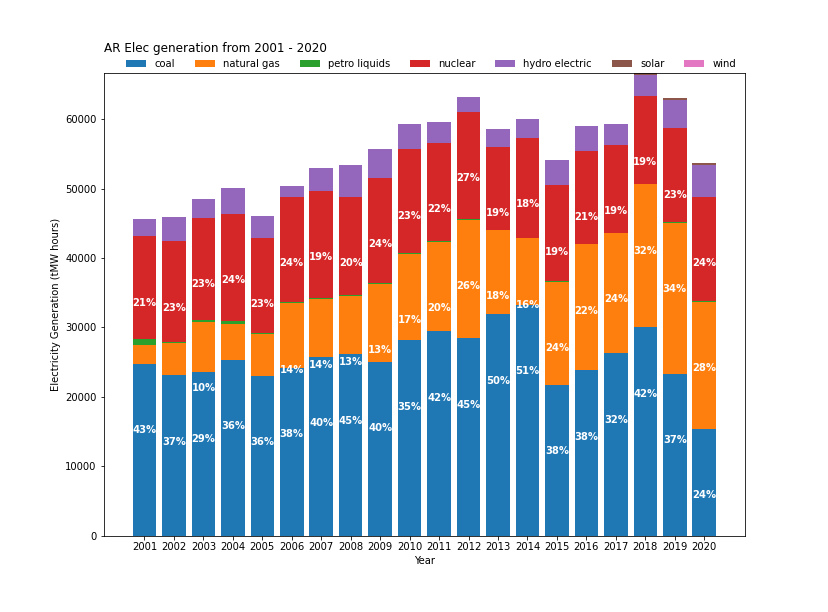 AR Elec generation from 2001 - 2020
coal natural gas petro liquids nuclear hydro electric solar wind
Electricity Generation (tMW hours)
60000
50000
40000
30000
20000
10000
0
19%
27%
18% 19%
23% 22% 19% 21% 23%
24% 19%
24% 19% 20% 24%
23% 24%
21% 23% 23%
32%
26% 18% 34%
16%
17% 20% 22% 24%
13% 24% 28%
14% 14% 13%
10%
50% 51%
42% 45% 42%
35% 32%
43% 37% 29% 36% 36% 38% 40% 45% 40% 38% 38% 37% 24%
2001 2002 2003 2004 2005 2006 2007 2008 2009 2010 2011 2012 2013 2014 2015 2016 2017 2018 2019 2020
Year